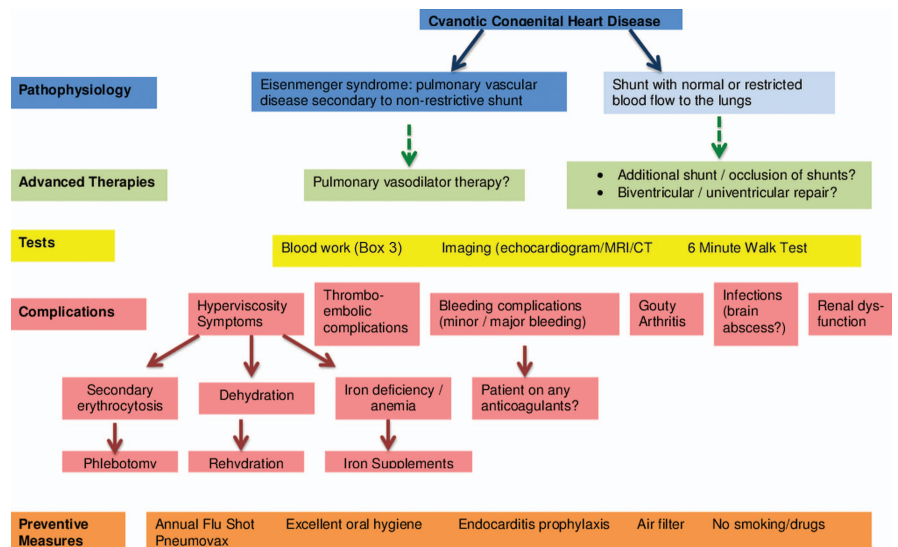 Cyanotic Congenital Heart Disease
Pathophysiology
Eisenmenger syndrome: pulmonary vascular
disease secondary to non-restrictive shunt
Shunt with normal or restricted
blood flow to the lungs
Advanced Therapies
Pulmonary vasodilator therapy?
• Additional shunt / occlusion of shunts?
• Biventricular / univentricular repair?
Tests
Blood work (Box 3) Imaging (echocardiogram/MRI/CT 6 Minute Walk Test
Complications
Hyperviscosity
Symptoms
Thrombo-
embolic
complications
Bleeding complications
(minor / major bleeding)
Gouty
Arthritis
Infections
(brain
abscess?)
Renal dys-
function
Secondary
erythrocytosis
Dehydration
Iron deficiency /
anemia
Patient on any
anticoagulants?
Phlebotomy
Rehydration
Iron Supplements
Preventive
Measures
Annual Flu Shot Excellent oral hygiene Endocarditis prophylaxis Air filter No smoking/drugs
Pneumovax